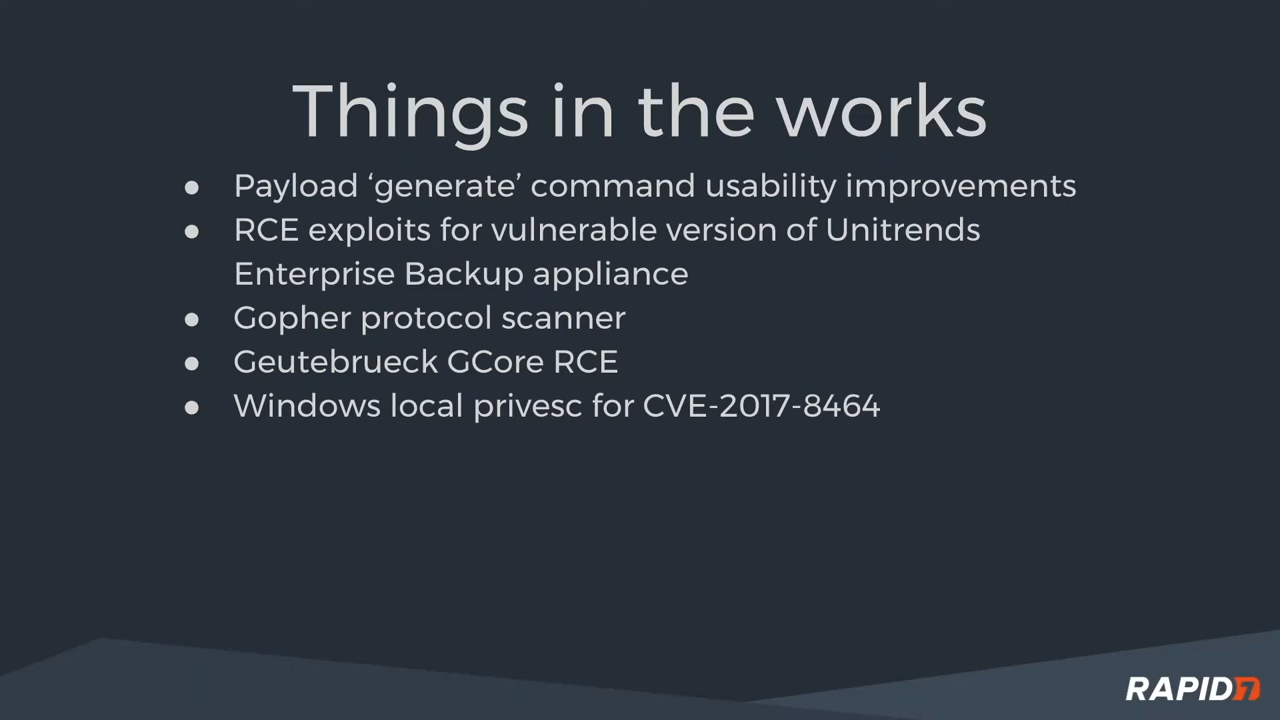 Things in the works
● Payload ‘generate’ command usability improvements
● RCE exploits for vulnerable version of Unitrends
Enterprise Backup appliance
● Gopher protocol scanner
● Geutebrueck GCore RCE
● Windows local privesc for CVE-2017-8464
RAPID7